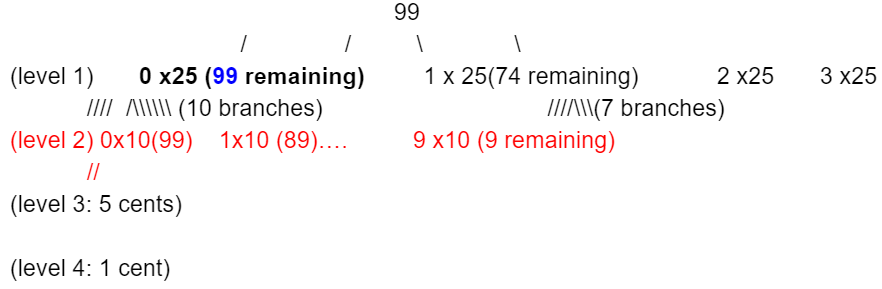 99
/ / \ \
(level 1) 0 x25 (99 remaining) 1 x 25(74 remaining) 2 x25 3 x25
//// /\\\\\\ (10 branches) ////\\\(7 branches)
(level 2) 0x10(99) 1x10 (89)…. 9 x10 (9 remaining)
//
(level 3: 5 cents)
(level 4: 1 cent)